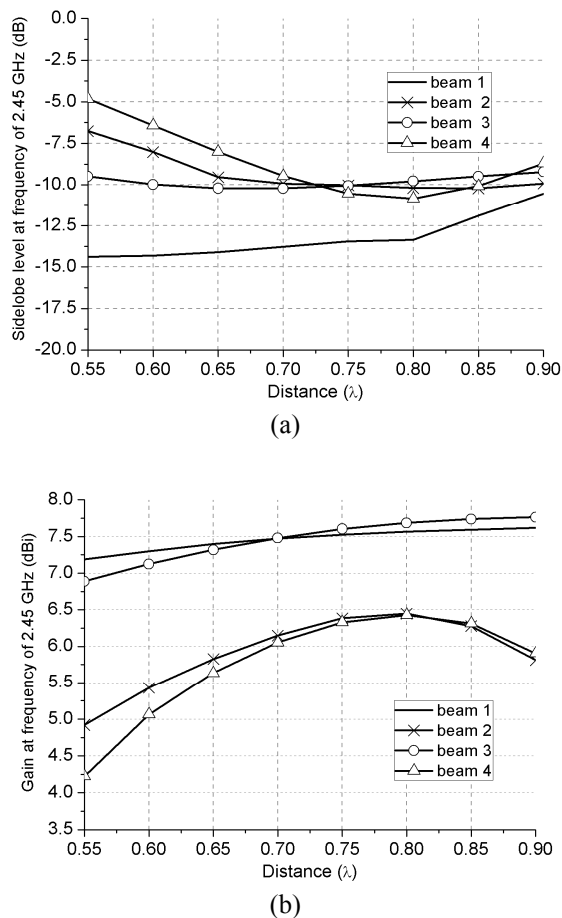 0.0
-2.5
-5.0
-7.5
-10.0
-12.5
-15.0
-17.5
-20.0
Sidelobe level at frequency of 2.45 GHz (dB)
beam 1
beam 2
beam 3
beam 4
0.55 0.60 0.65 0.70 0.75 0.80 0.85 0.90
Distance (λ)
(a)
8.0
7.5
7.0
6.5
6.0
5.5
5.0
4.5
4.0
3.5
Gain at frequency of 2.45 GHz (dBi)
beam 1
beam 2
beam 3
beam 4
0.55 0.60 0.65 0.70 0.75 0.80 0.85 0.90
Distance (λ)
(b)